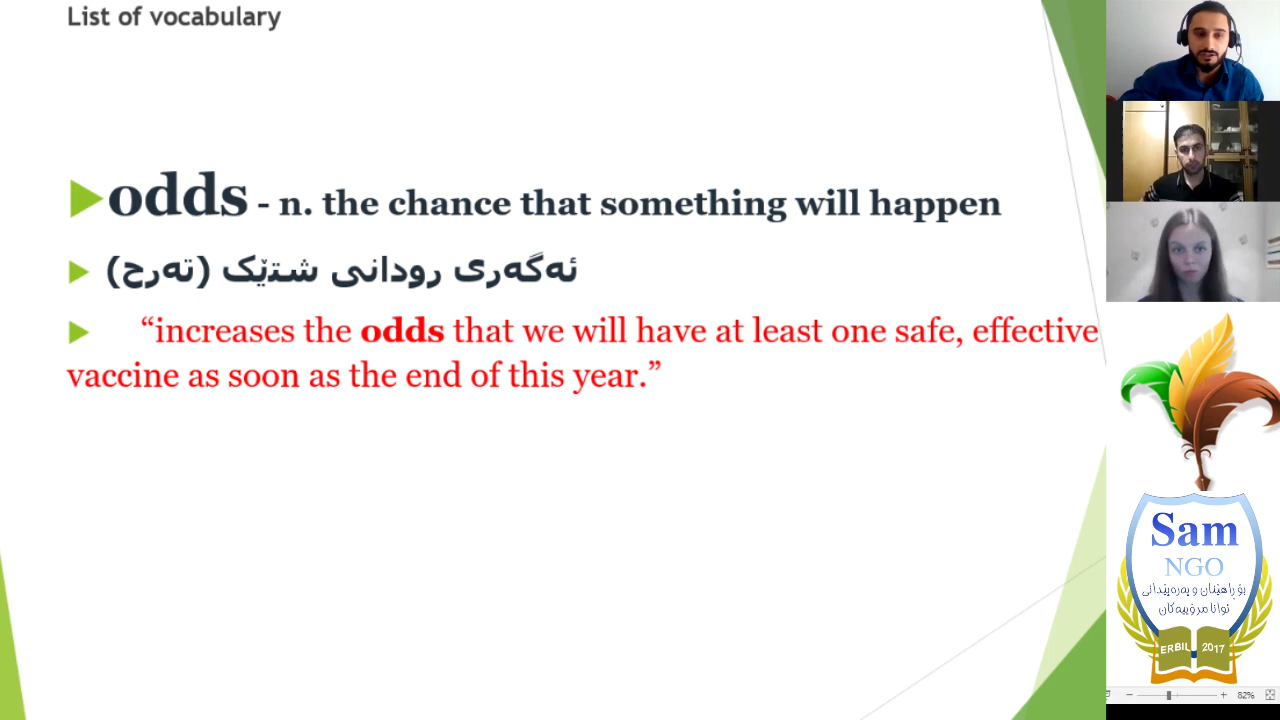 List of vocabulary
odds - n. the chance that something will happen
ئەگەری رودانی شتێک (تەرح)
“increases the odds that we will have at least one safe, effective
vaccine as soon as the end of this year.”
Sam
NGO
بۆ ڕاهێنان و پەرەپێدانی
توانا مرۆییەکان
ERBIL 2017
82%